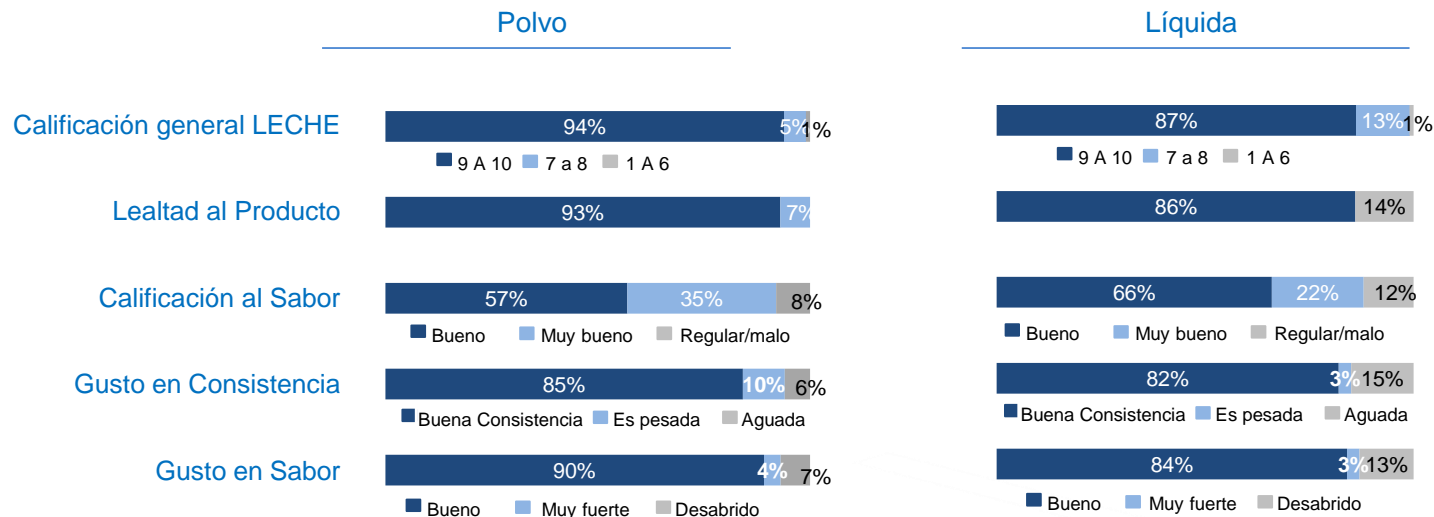 Polvo Líquida
Calificación general LECHE 94% 5% 1% 87% 13% 1%
9 A 10 7 a 8 1 A 6 9 A 10 7 a 8 1 A 6
Lealtad al Producto 93% 7% 86% 14%
Calificación al Sabor 57% 35% 8% 66% 22% 12%
Bueno Muy bueno Regular/malo Bueno Muy bueno Regular/malo
Gusto en Consistencia 85% 10% 6% 82% 3% 15%
Buena Consistencia Es pesada Aguada Buena Consistencia Es pesada Aguada
Gusto en Sabor 90% 4% 7% 84% 3% 13%
Bueno Muy fuerte Desabrido Bueno Muy fuerte Desabrido